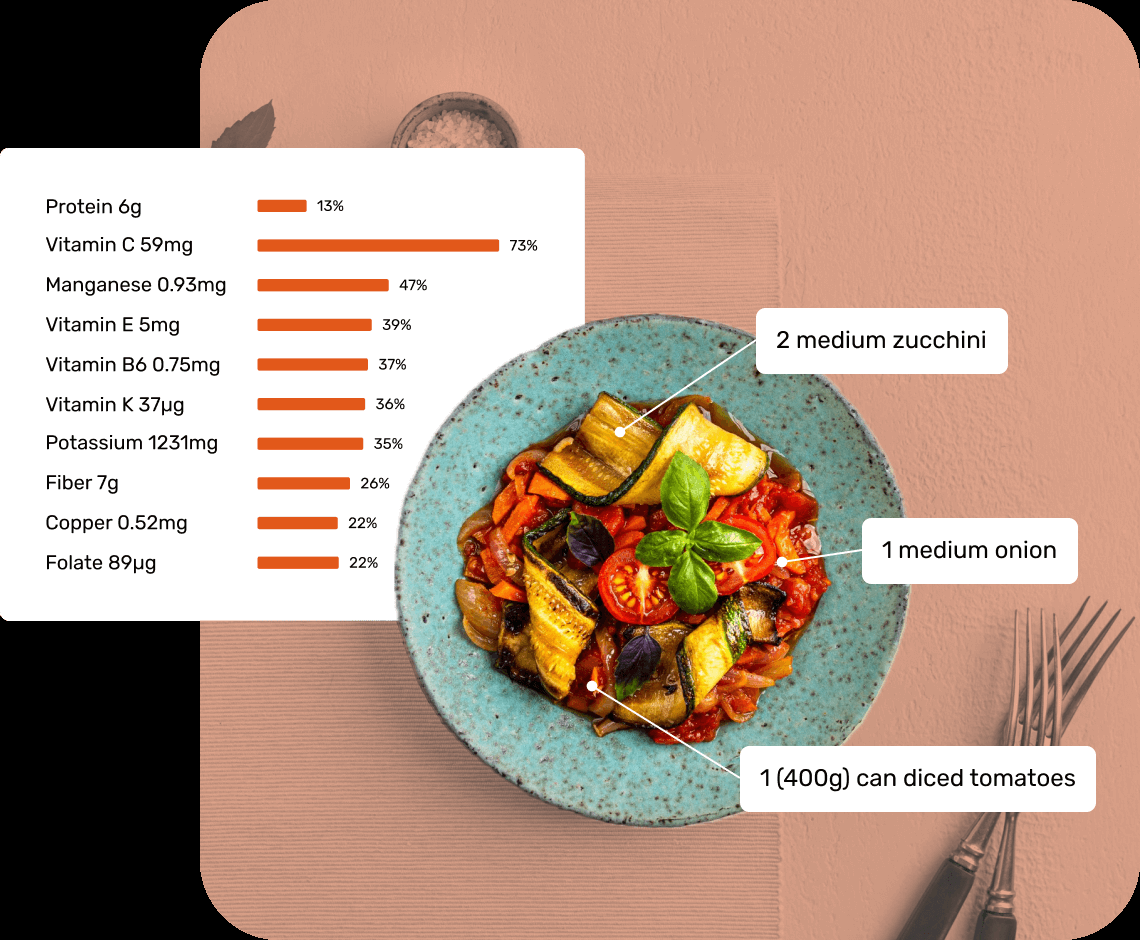 Protein 6g 13%
Vitamin C 59mg 73%
Manganese 0.93mg 47%
Vitamin E 5mg 39%
Vitamin B6 0.75mg 37%
Vitamin K 37µg 36%
Potassium 1231mg 35%
Fiber 7g 26%
Copper 0.52mg 22%
Folate 89µg 22%
2 medium zucchini
1 medium onion
1 (400g) can diced tomatoes